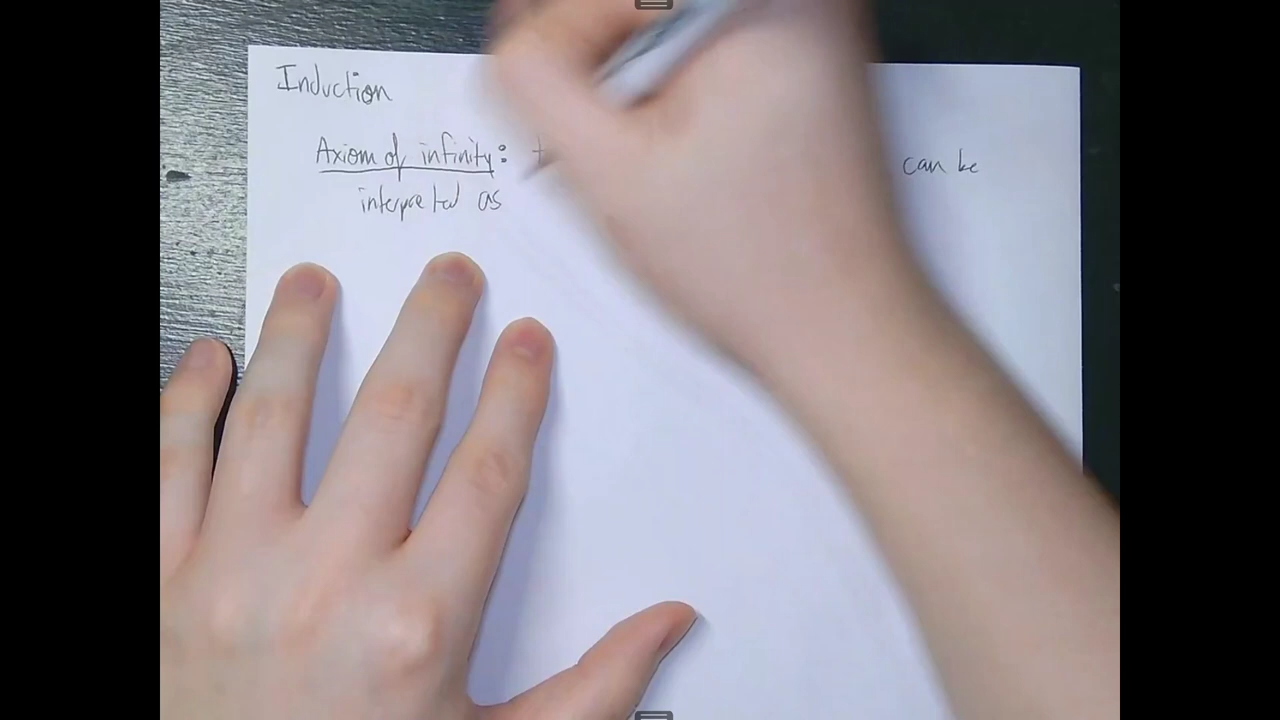 Induction
Axiom of infinity: can be
interpreted as